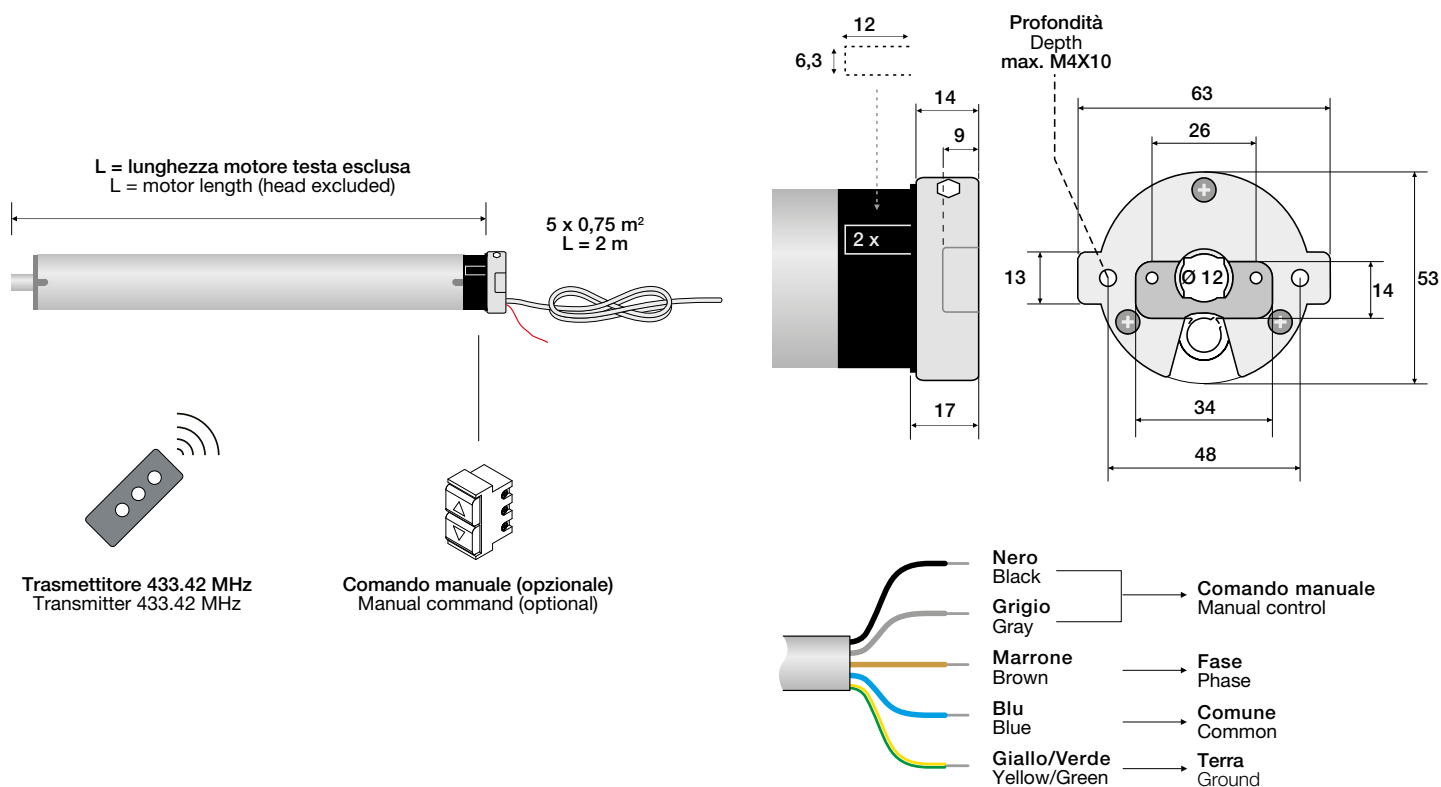 L = lunghezza motore testa esclusa
L = motor length (head excluded)
5 x 0,75 m²
L = 2 m
Trasmettitore 433.42 MHz
Transmitter 433.42 MHz
Comando manuale (opzionale)
Manual command (optional)
12
6,3
14
9
2 x
17
Profondità
Depth
max. M4X10
63
26
13
Ø 12
14
53
34
48
Nero
Black
Grigio
Gray
Comando manuale
Manual control
Marrone
Brown
Fase
Phase
Blu
Blue
Comune
Common
Giallo/Verde
Yellow/Green
Terra
Ground